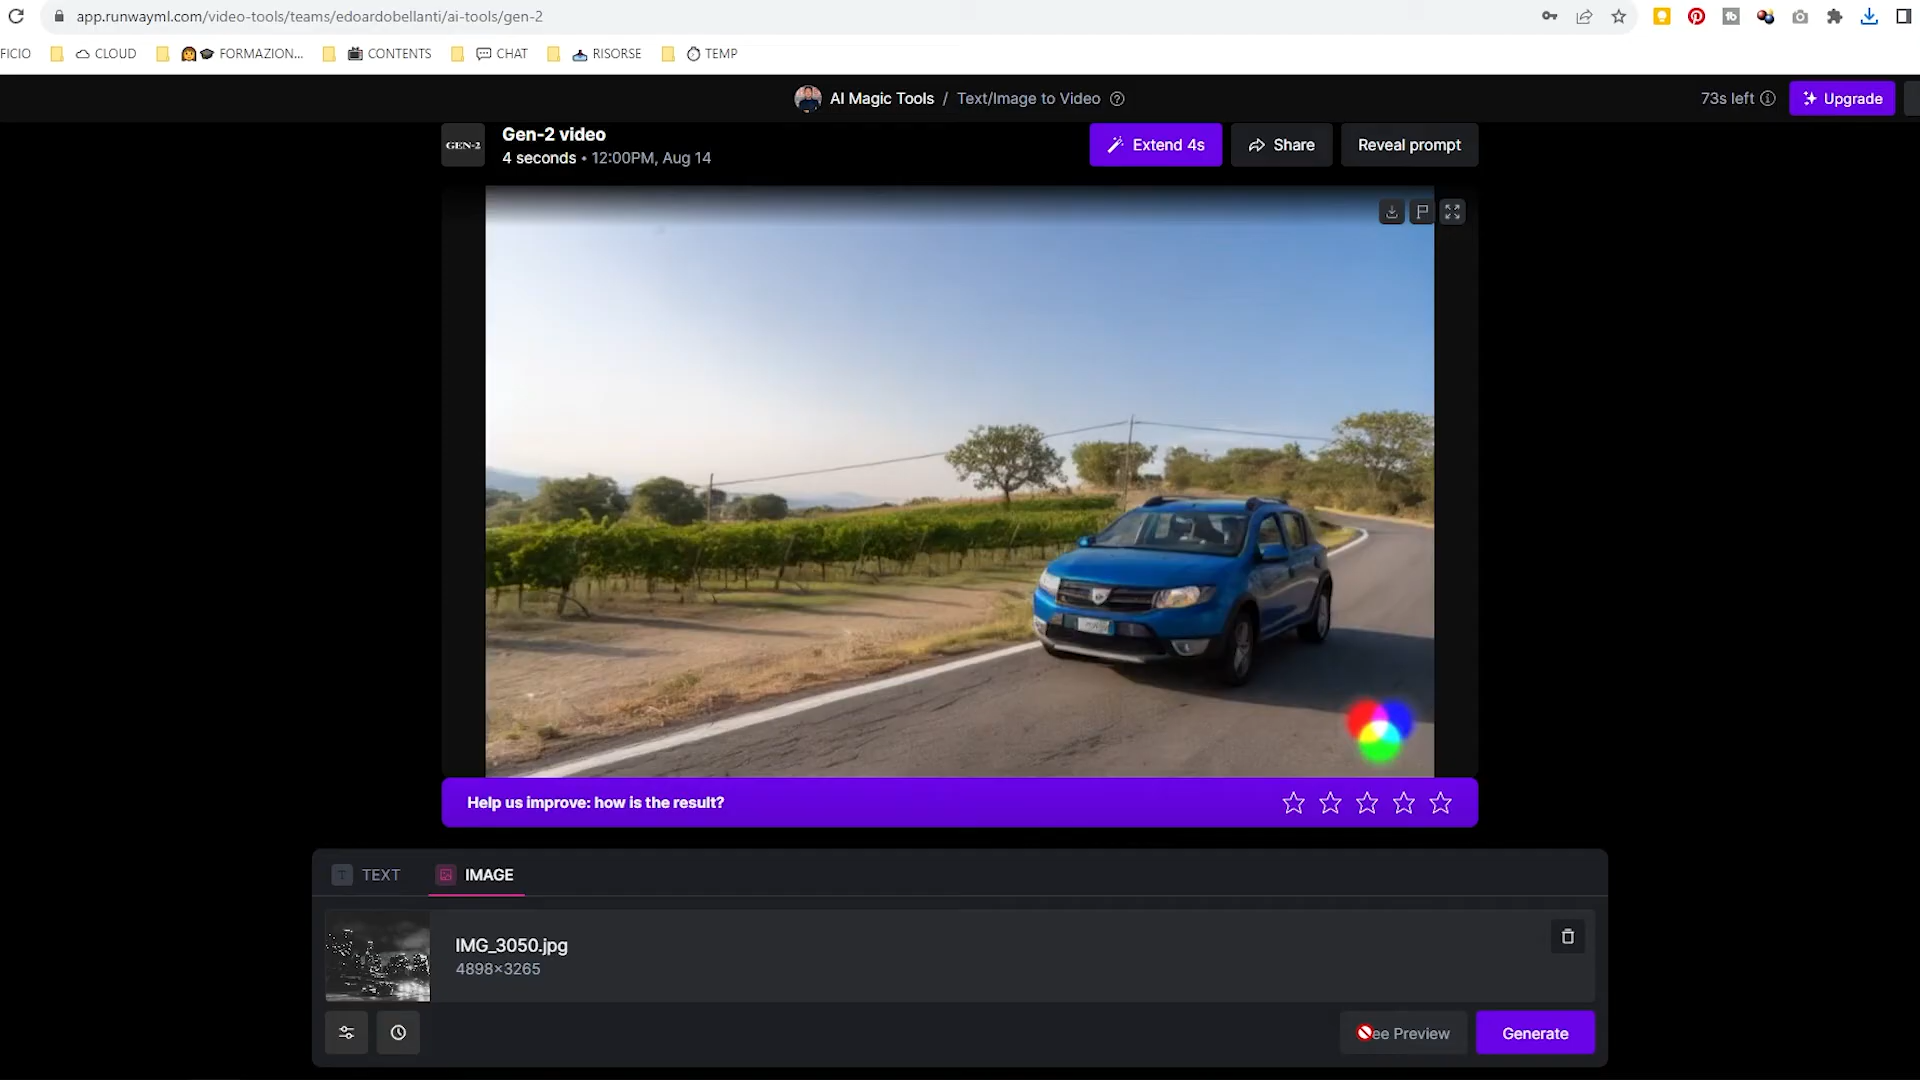 app.runwayml.com/video-tools/teams/edoardobellanti/ai-tools/gen-2
FICIO CLOUD FORMAZION... CONTENTS CHAT RISORSE TEMP
AI Magic Tools / Text/Image to Video
73s left Upgrade
GEN-2
Gen-2 video
4 seconds • 12:00PM, Aug 14
Extend 4s Share Reveal prompt
Help us improve: how is the result?
T TEXT IMAGE
IMG_3050.jpg
4898×3265
ee Preview Generate